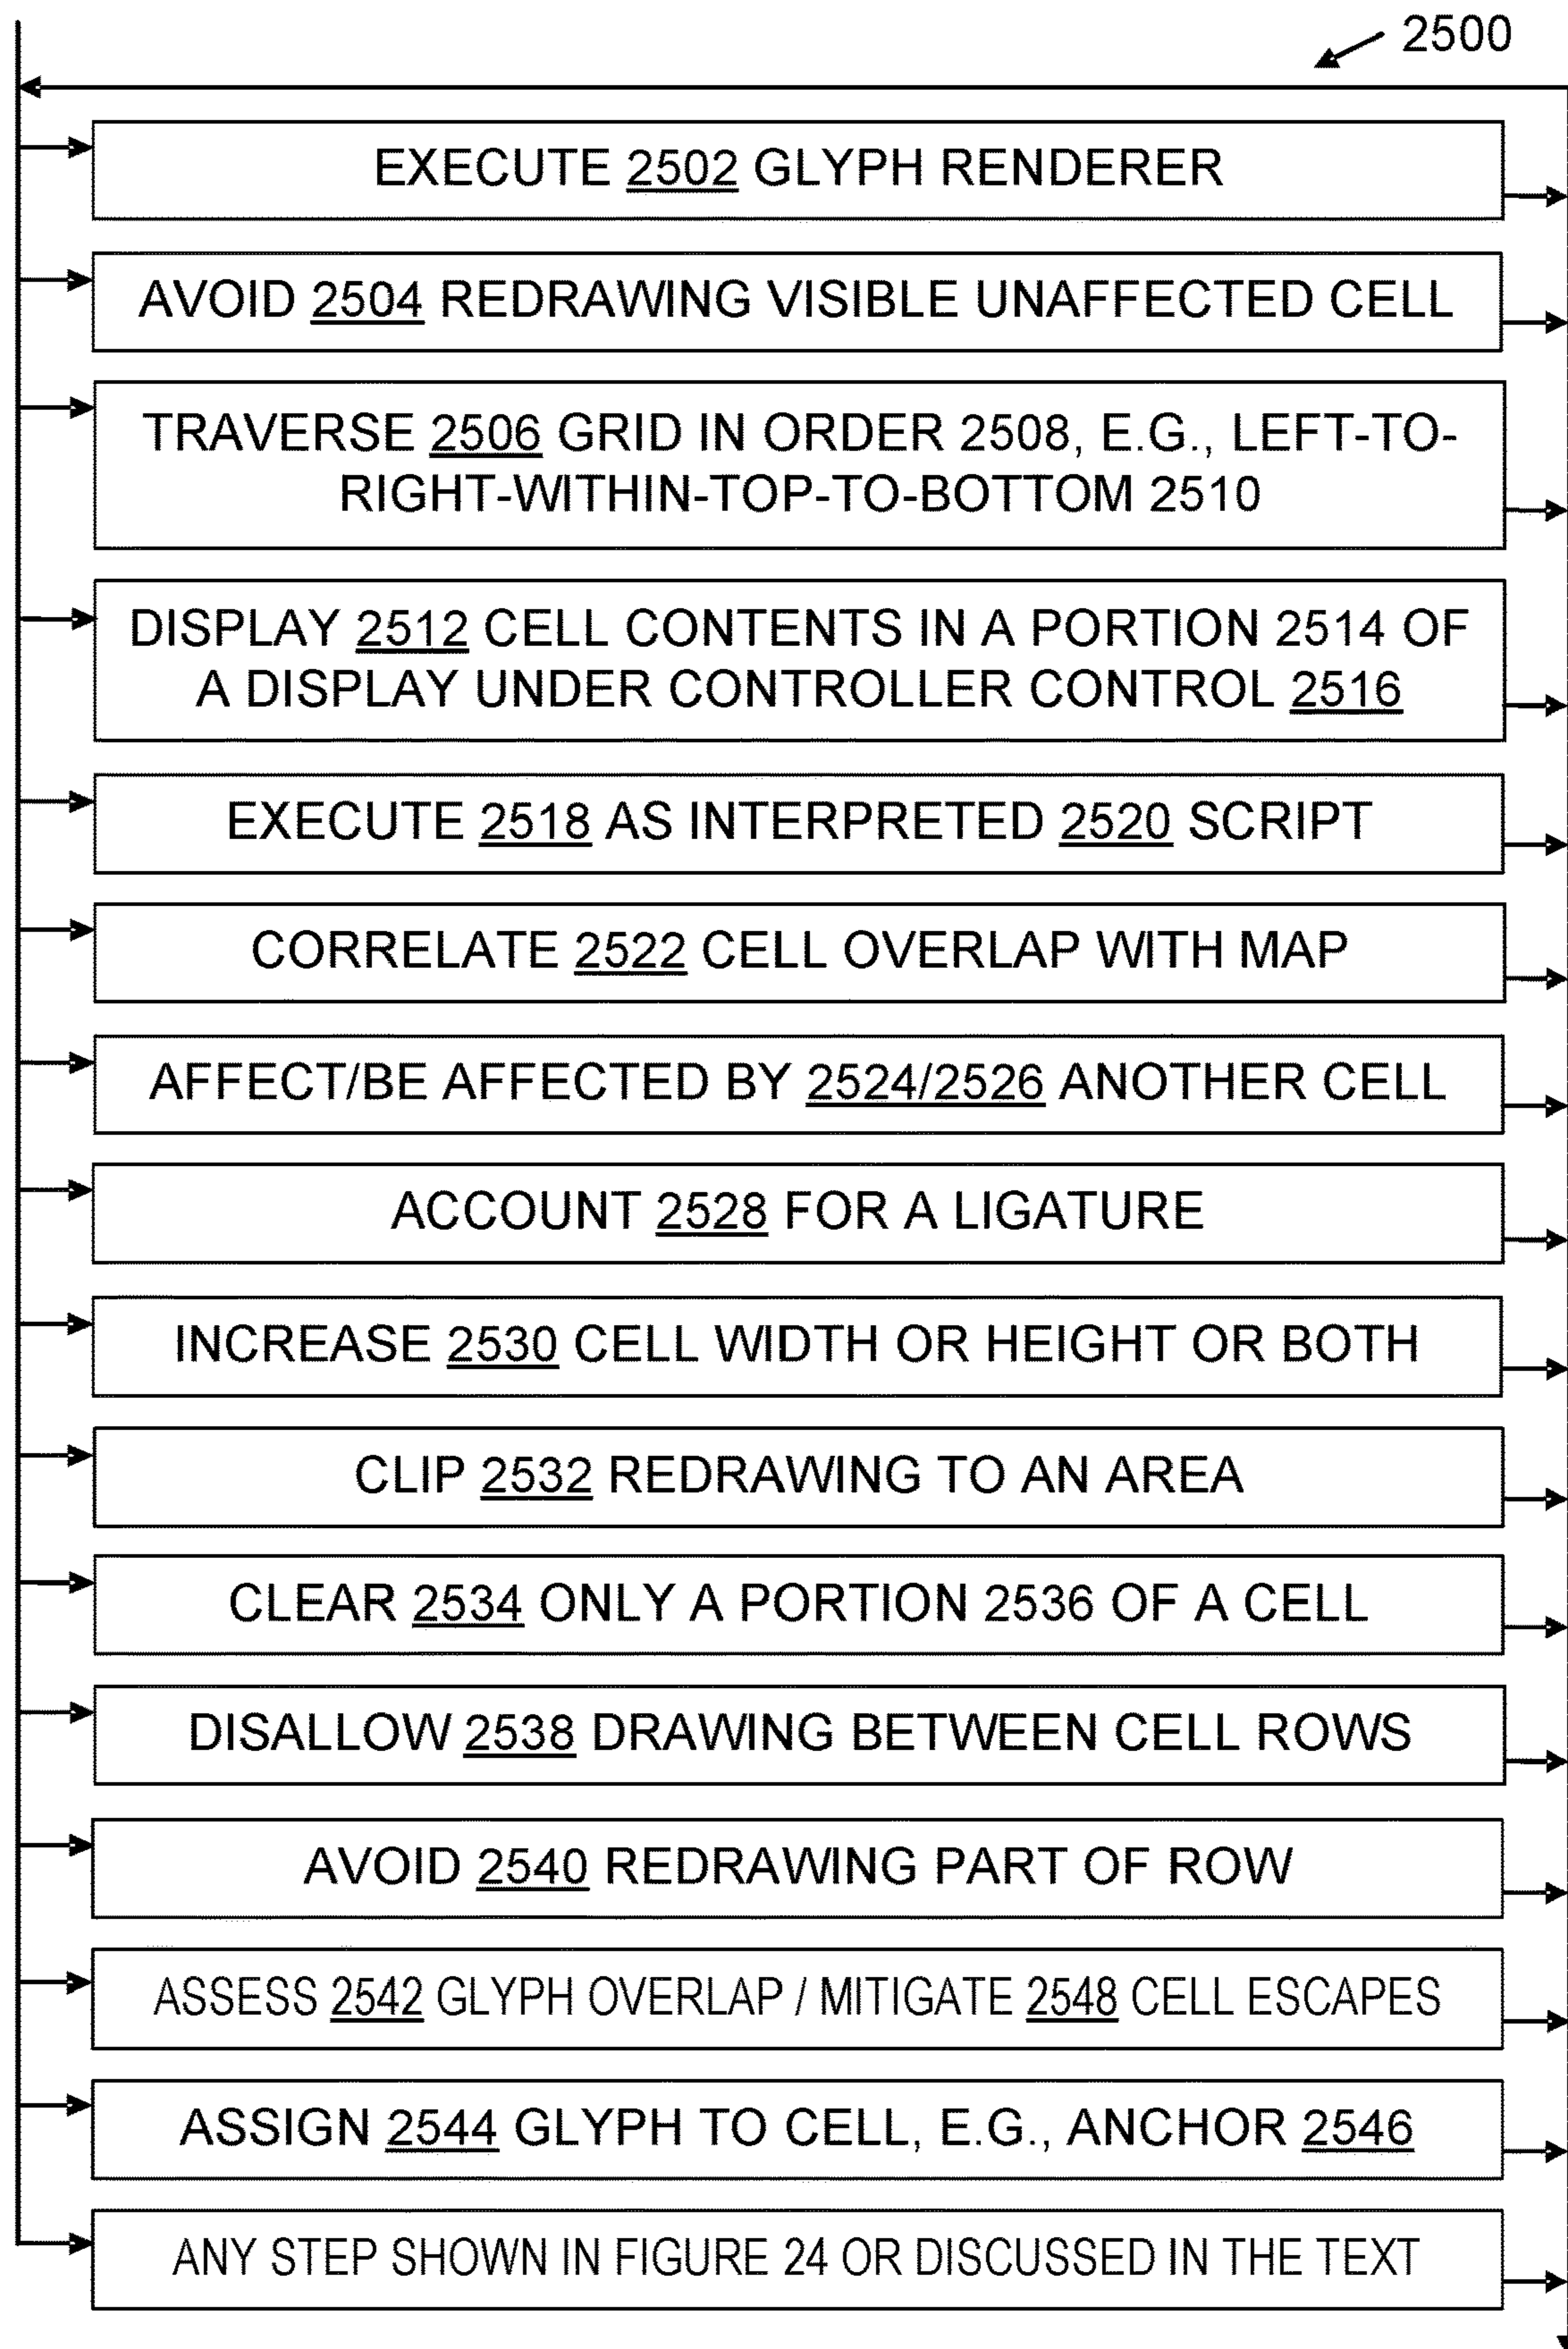 2500
EXECUTE 2502 GLYPH RENDERER
AVOID 2504 REDRAWING VISIBLE UNAFFECTED CELL
TRAVERSE 2506 GRID IN ORDER 2508, E.G., LEFT-TO-
RIGHT-WITHIN-TOP-TO-BOTTOM 2510
DISPLAY 2512 CELL CONTENTS IN A PORTION 2514 OF
A DISPLAY UNDER CONTROLLER CONTROL 2516
EXECUTE 2518 AS INTERPRETED 2520 SCRIPT
CORRELATE 2522 CELL OVERLAP WITH MAP
AFFECT/BE AFFECTED BY 2524/2526 ANOTHER CELL
ACCOUNT 2528 FOR A LIGATURE
INCREASE 2530 CELL WIDTH OR HEIGHT OR BOTH
CLIP 2532 REDRAWING TO AN AREA
CLEAR 2534 ONLY A PORTION 2536 OF A CELL
DISALLOW 2538 DRAWING BETWEEN CELL ROWS
AVOID 2540 REDRAWING PART OF ROW
ASSESS 2542 GLYPH OVERLAP / MITIGATE 2548 CELL ESCAPES
ASSIGN 2544 GLYPH TO CELL, E.G., ANCHOR 2546
ANY STEP SHOWN IN FIGURE 24 OR DISCUSSED IN THE TEXT